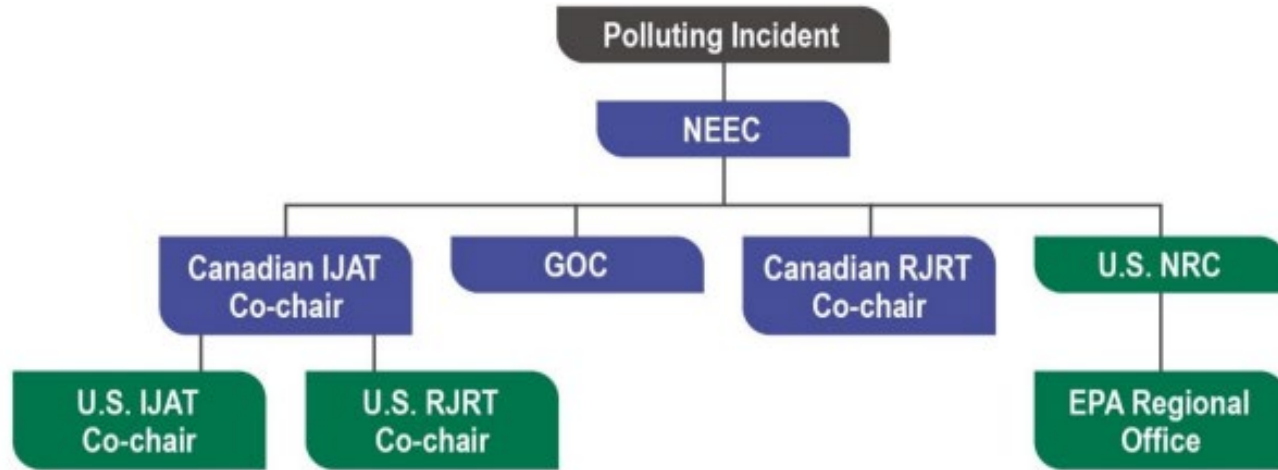 Polluting Incident
NEEC
Canadian IJAT
Co-chair
GOC
Canadian RJRT
Co-chair
U.S. NRC
U.S. IJAT
Co-chair
U.S. RJRT
Co-chair
EPA Regional
Office